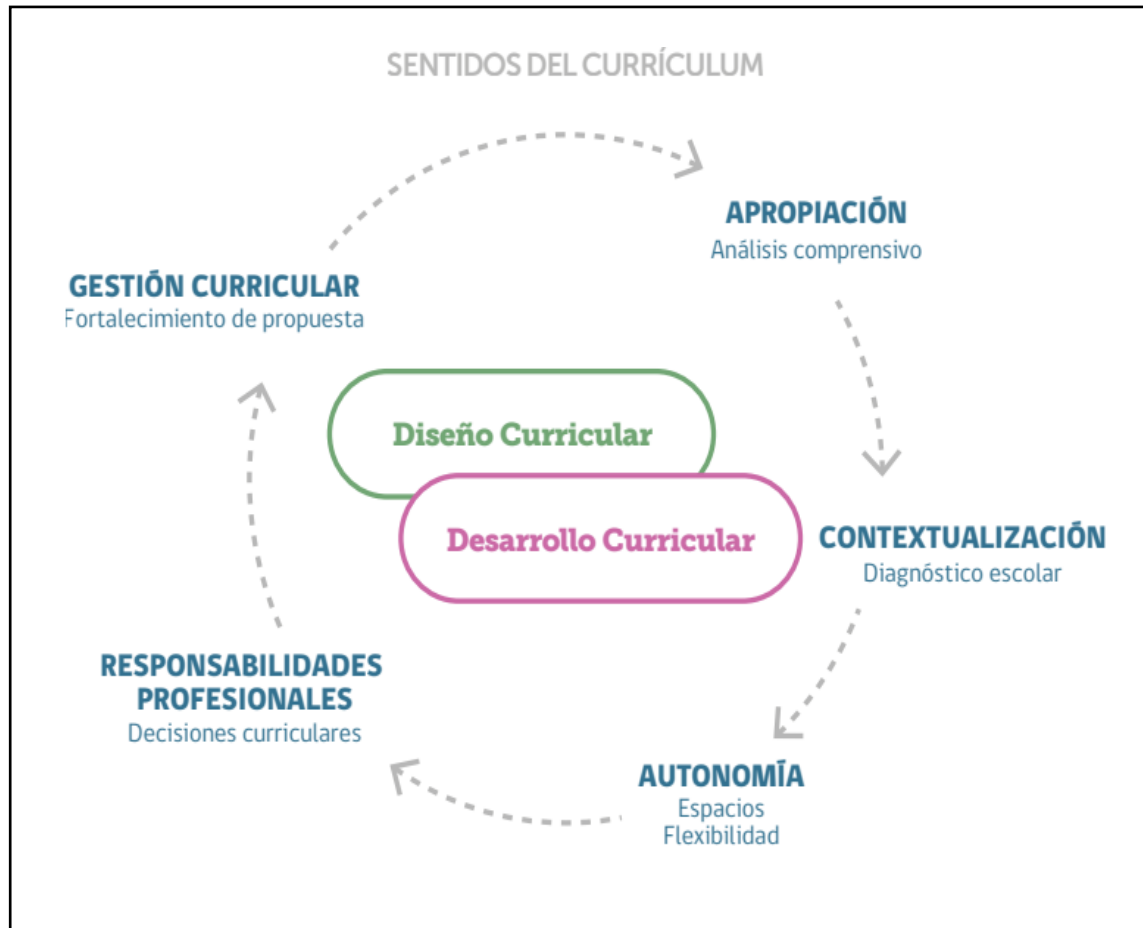 SENTIDOS DEL CURRÍCULUM
APROPIACIÓN
Análisis comprensivo
GESTIÓN CURRICULAR
Fortalecimiento de propuesta
Diseño Curricular
Desarrollo Curricular
CONTEXTUALIZACIÓN
Diagnóstico escolar
RESPONSABILIDADES
PROFESIONALES
Decisiones curriculares
AUTONOMÍA
Espacios
Flexibilidad